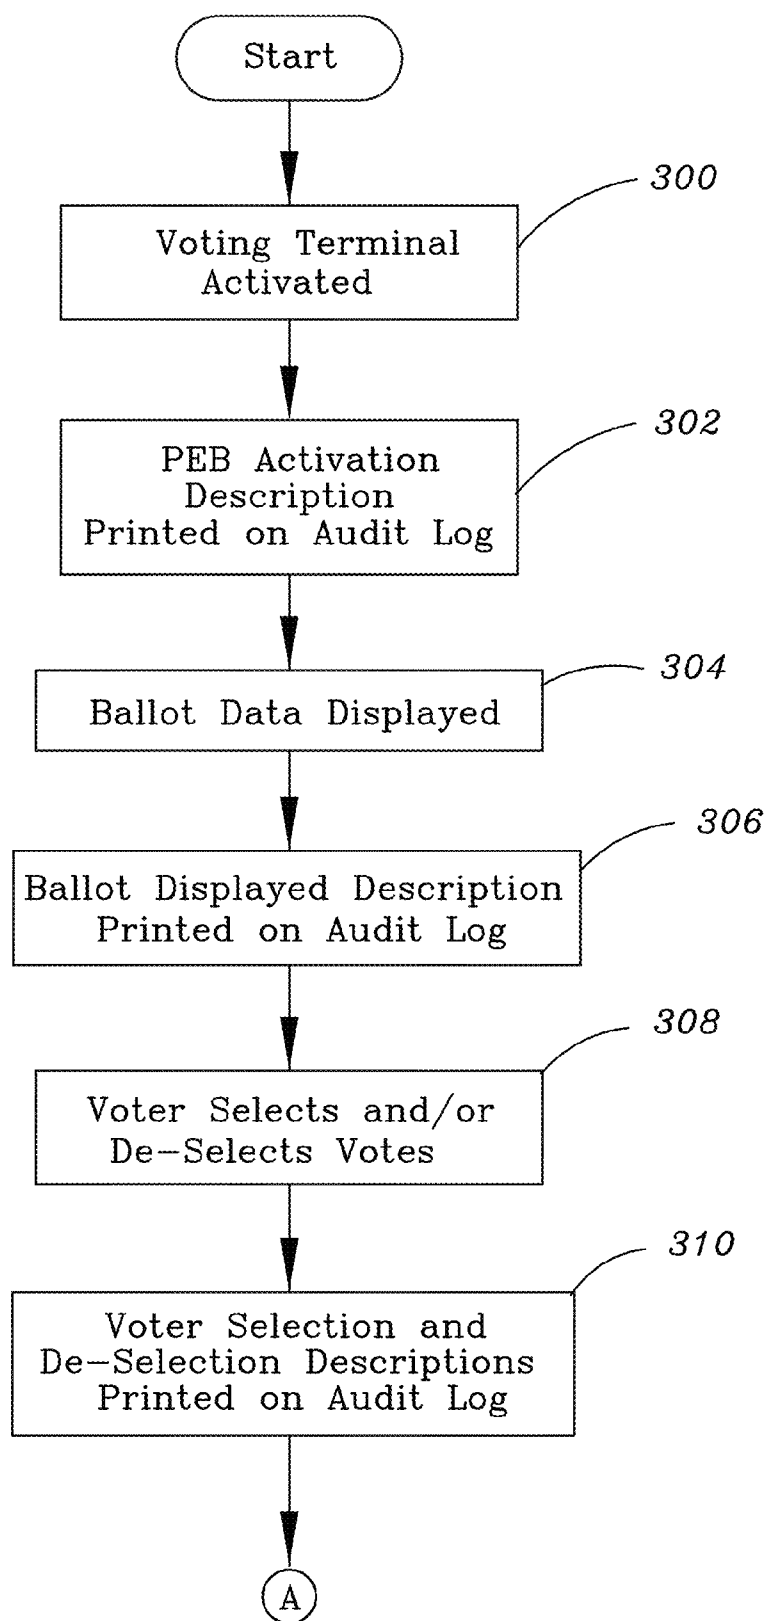 Start
300
Voting Terminal
Activated
302
PEB Activation
Description
Printed on Audit Log
304
Ballot Data Displayed
306
Ballot Displayed Description
Printed on Audit Log
308
Voter Selects and/or
De-Selects Votes
310
Voter Selection and
De-Selection Descriptions
Printed on Audit Log
A